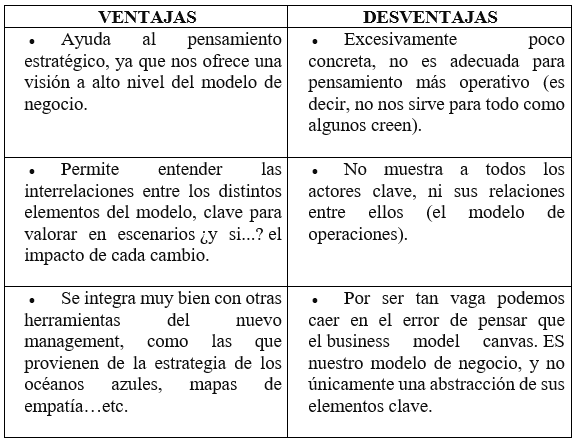 VENTAJAS
DESVENTAJAS
• Ayuda al pensamiento
estratégico, ya que nos ofrece una
visión a alto nivel del modelo de
negocio.
• Excesivamente poco
concreta, no es adecuada para
pensamiento más operativo (es
decir, no nos sirve para todo como
algunos creen).
• Permite entender las
interrelaciones entre los distintos
elementos del modelo, clave para
valorar en escenarios ¿y si...? el
impacto de cada cambio.
• No muestra a todos los
actores clave, ni sus relaciones
entre ellos (el modelo de
operaciones).
• Se integra muy bien con otras
herramientas del nuevo
management, como las que
provienen de la estrategia de los
océanos azules, mapas de
empatía…etc.
• Por ser tan vaga podemos
caer en el error de pensar que
el business model canvas. ES
nuestro modelo de negocio, y no
únicamente una abstracción de sus
elementos clave.